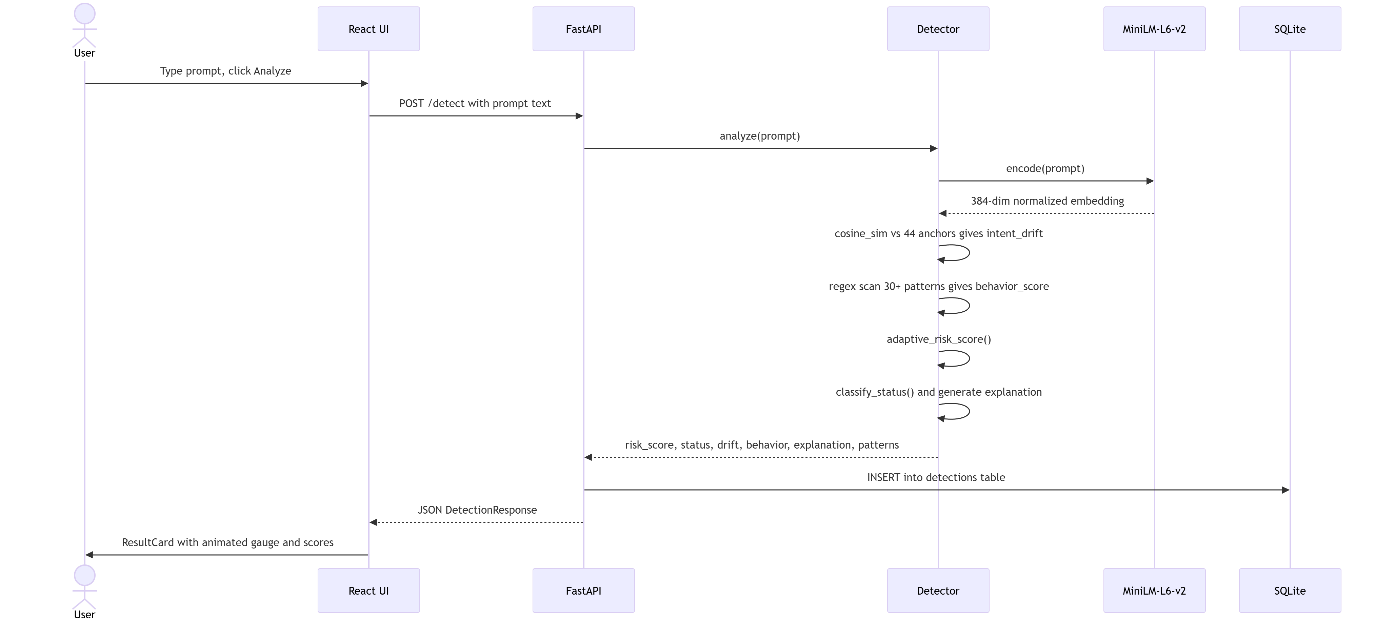 React UI
FastAPI
Detector
MiniLM-L6-v2
SQLite
User
Type prompt, click Analyze
POST /detect with prompt text
analyze(prompt)
encode(prompt)
384-dim normalized embedding
cosine_sim vs 44 anchors gives intent_drift
regex scan 30+ patterns gives behavior_score
adaptive_risk_score()
classify_status() and generate explanation
risk_score, status, drift, behavior, explanation, patterns
INSERT into detections table
JSON DetectionResponse
ResultCard with animated gauge and scores
React UI
FastAPI
Detector
MiniLM-L6-v2
SQLite
User